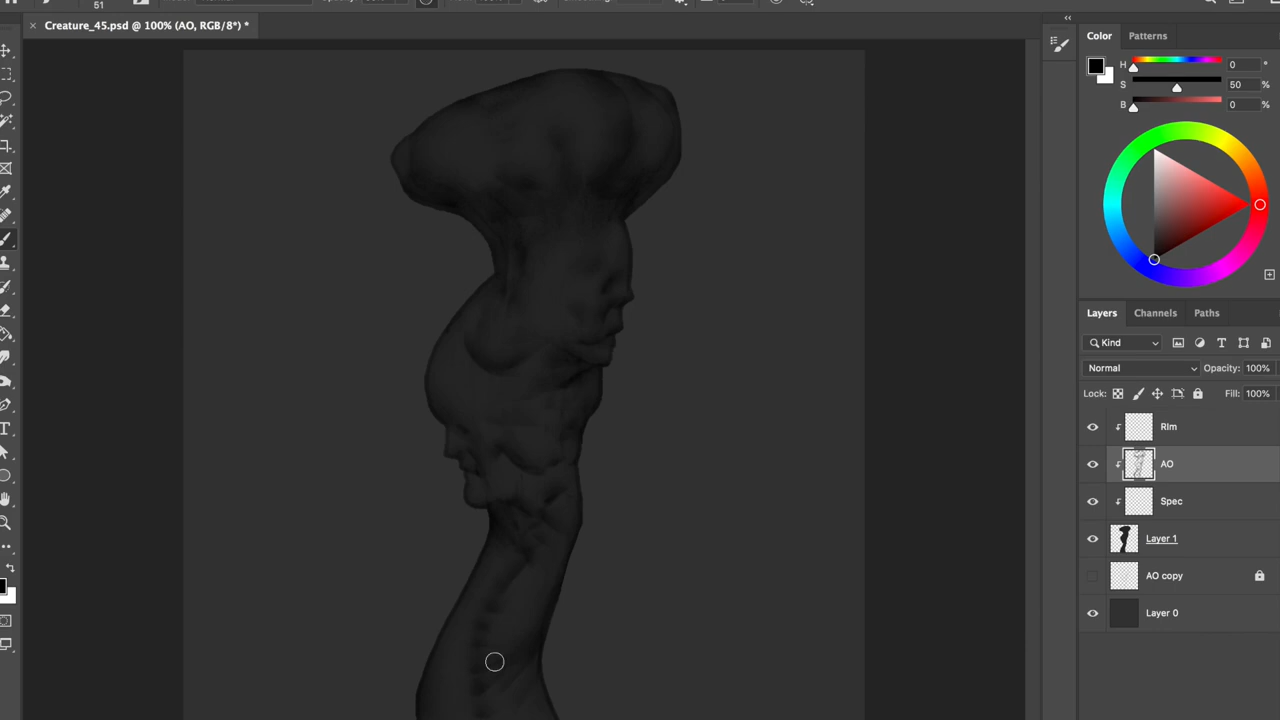 51
Creature_45.psd @ 100% (AO, RGB/8*) *
Color
Patterns
H
0
°
S
50
%
B
0
%
Layers
Channels
Paths
Kind
Normal
Opacity: 100%
Lock:
Fill: 100%
RIm
AO
Spec
Layer 1
AO copy
Layer 0